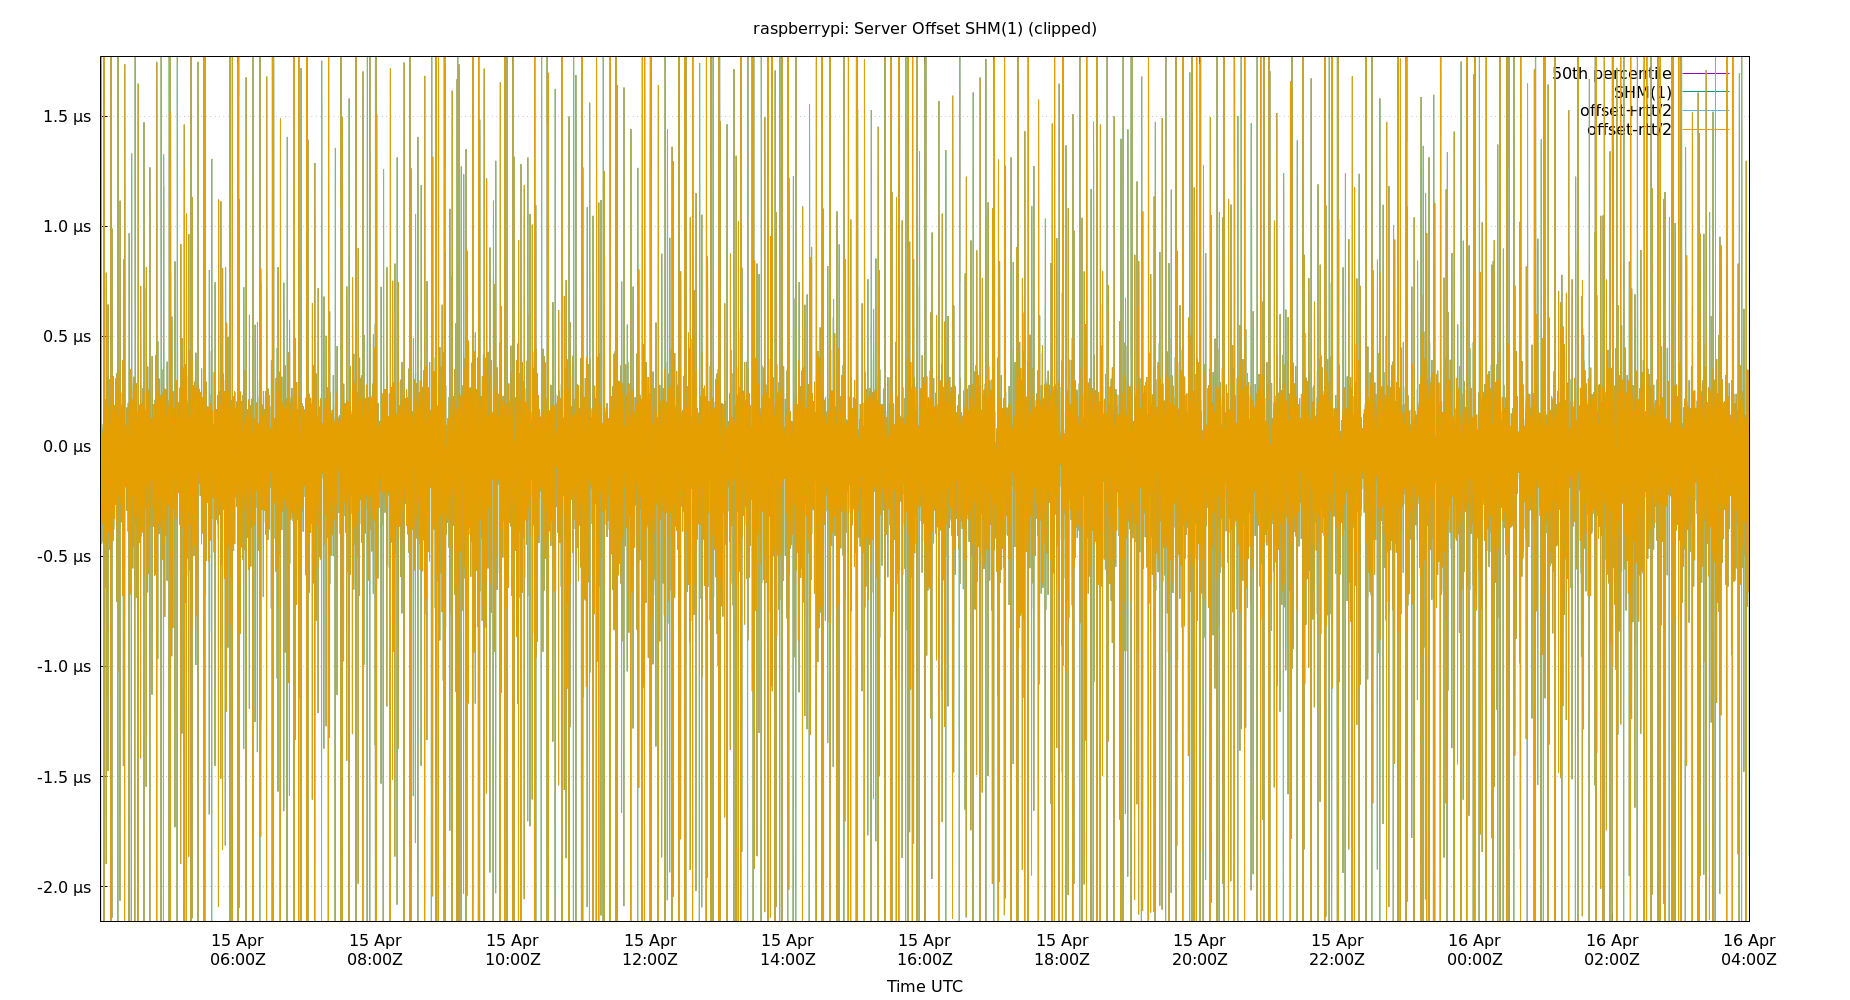 raspberrypi: Server Offset SHM(1) (clipped)
50th percentile
SHM(1)
offset+rtt/2
offset-rtt/2
1.5 µs
1.0 µs
0.5 µs
0.0 µs
-0.5 µs
-1.0 µs
-1.5 µs
-2.0 µs
15 Apr 15 Apr 15 Apr 15 Apr 15 Apr 15 Apr 15 Apr 15 Apr 15 Apr 16 Apr 16 Apr 16 Apr
06:00Z 08:00Z 10:00Z 12:00Z 14:00Z 16:00Z 18:00Z 20:00Z 22:00Z 00:00Z 02:00Z 04:00Z
Time UTC